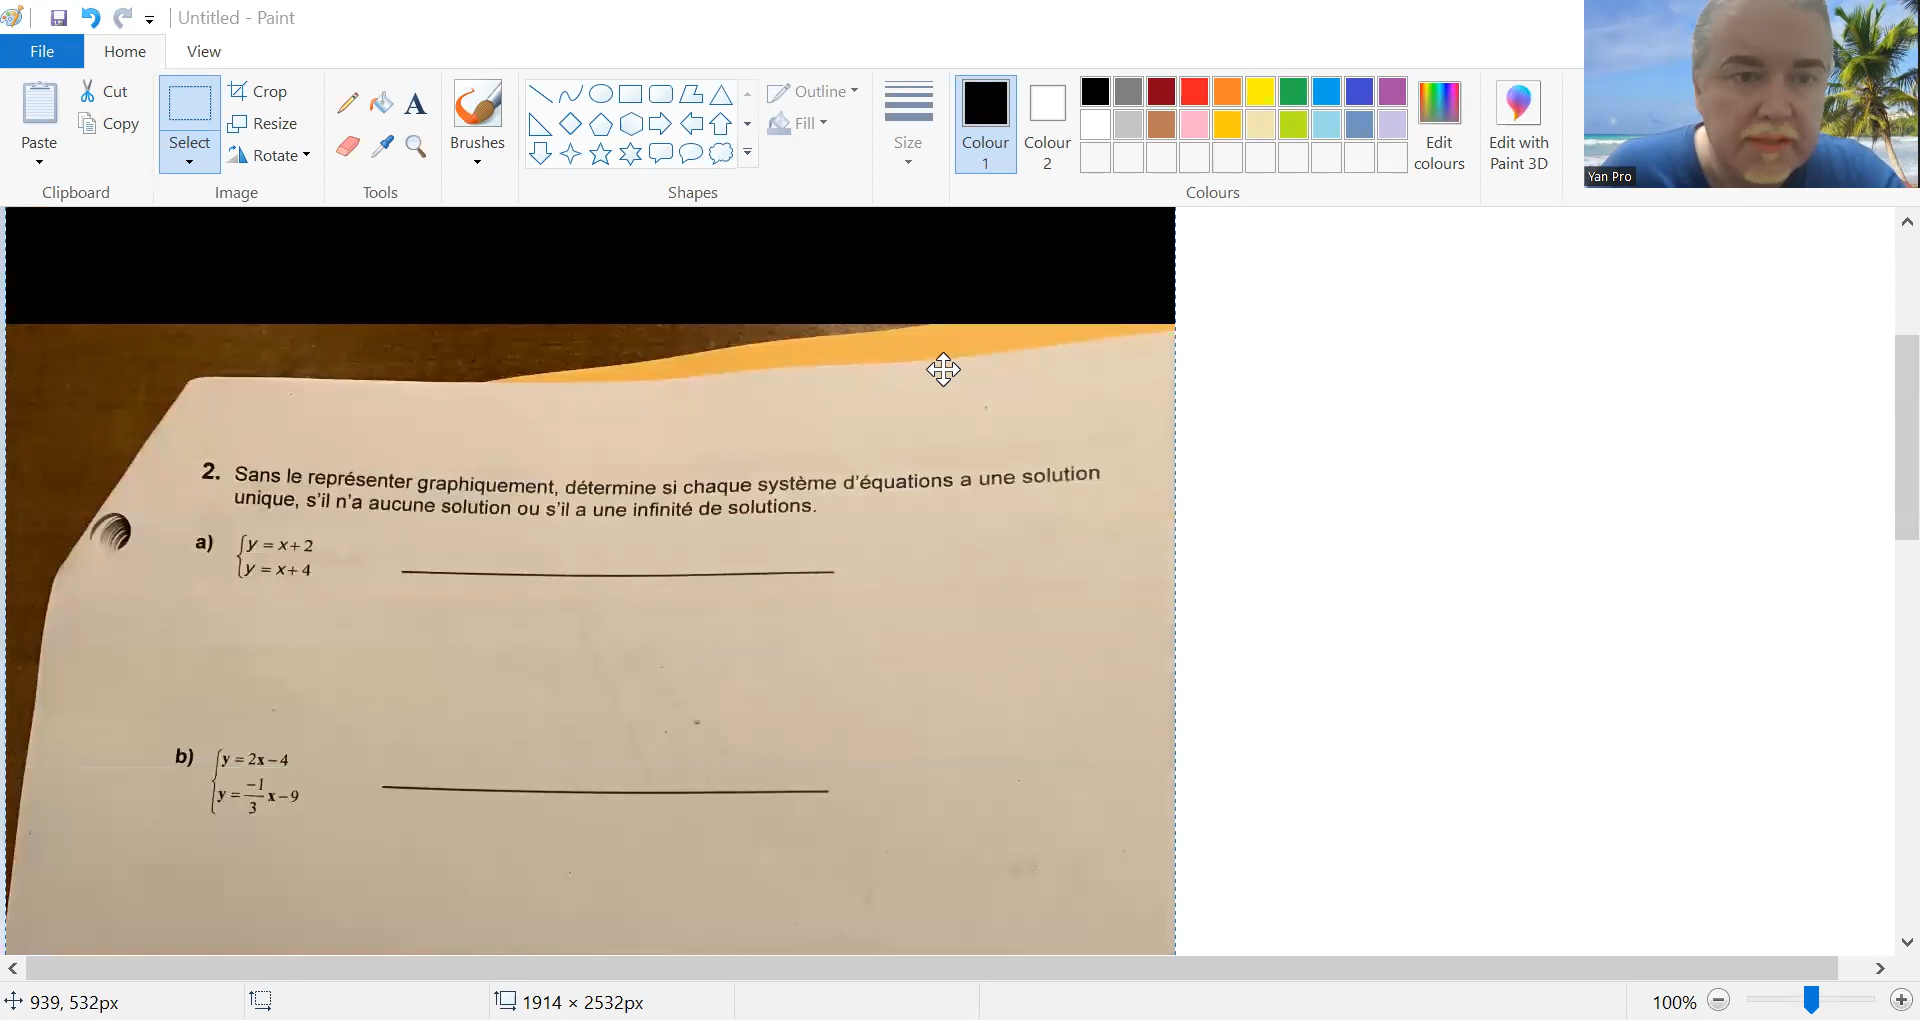 Untitled - Paint
File Home View
Paste
Cut
Copy
Clipboard
Select
Crop
Resize
Rotate
Image
Tools
Brushes
Shapes
Outline
Fill
Size
Colour 1
Colour 2
Colours
Edit colours
Edit with Paint 3D
Yan Pro
2. Sans le représenter graphiquement, détermine si chaque système d'équations a une solution
unique, s'il n'a aucune solution ou s'il a une infinité de solutions.
a) { y = x + 2
y = x + 4
b) { y = 2x – 4
y = -1/3 x – 9
939, 532px
1914 × 2532px
100%